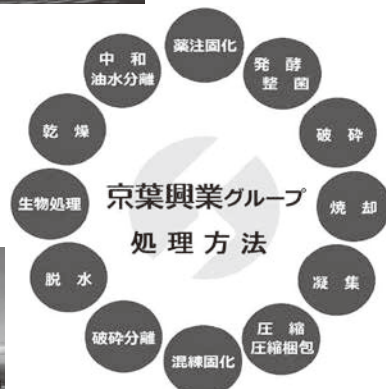 薬注固化
発 酵
整 菌
破 砕
焼 却
凝 集
圧 縮
圧縮梱包
混練固化
破砕分離
脱 水
生物処理
乾 燥
中 和
油水分離
京葉興業グループ
処 理 方 法